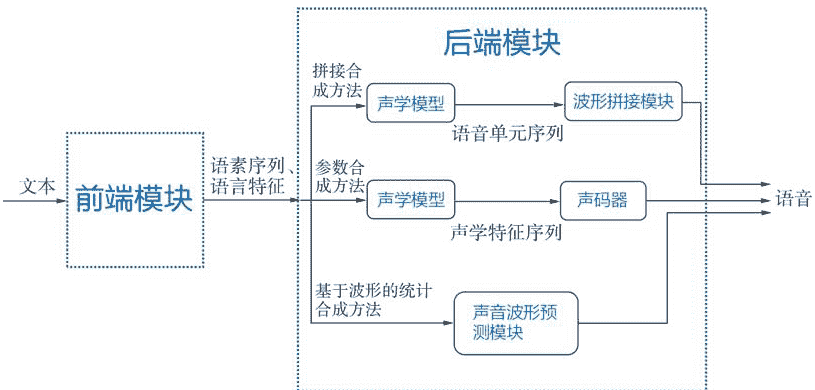 后端模块
拼接合
成方法
声学模型
波形拼接模块
语音单元序列
文本
前端模块
语素序列、
语言特征
参数合
成方法
声学模型
声码器
语音
声学特征序列
基于波形的统计
合成方法
声音波形预
测模块